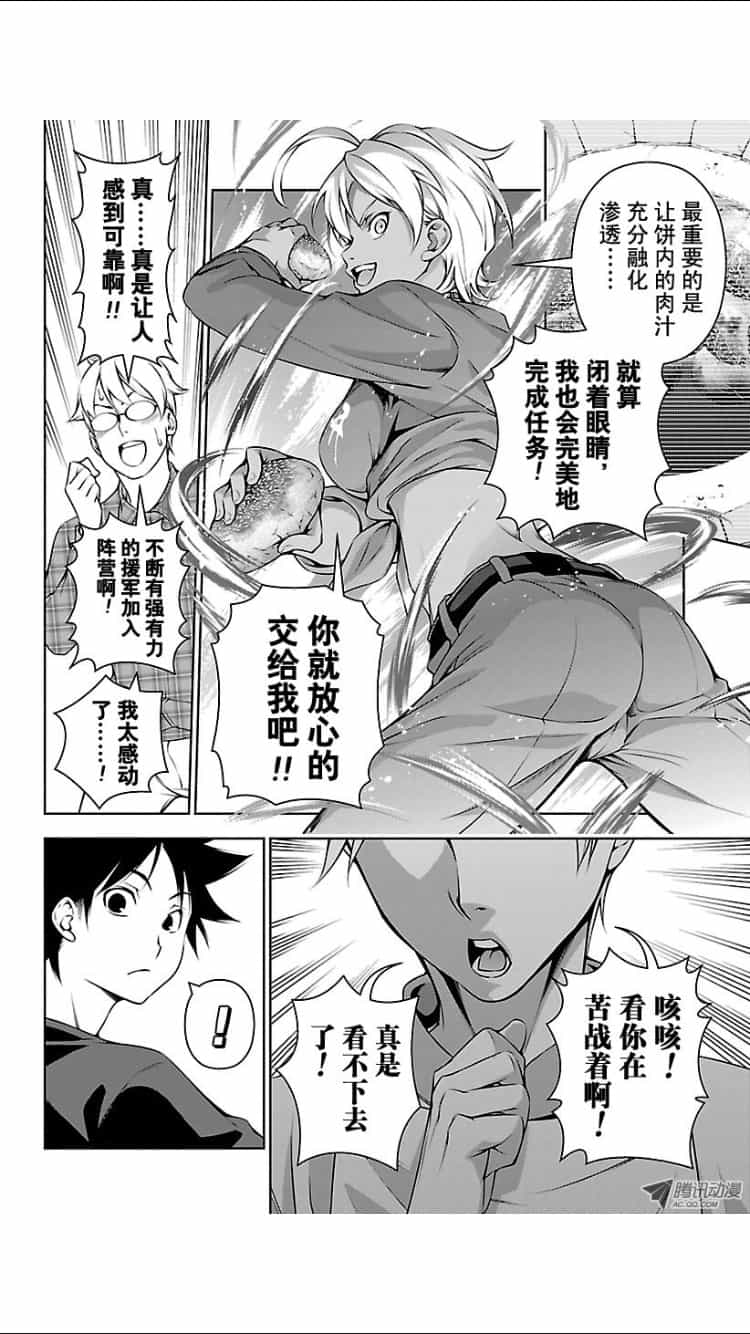 最重要的是
让饼内的肉汁
充分融化
渗透……
就算
闭着眼睛，
我也会完美地
完成任务！
你就放心的
交给我吧！！
真……真是让人
感到可靠啊！！
不断有强有力
的援军加入
阵营啊！
我太感动
了……！
咳咳！
看你在
苦战着啊！
真是
看不下去
了！
！
腾讯动漫
AC.QQ.COM